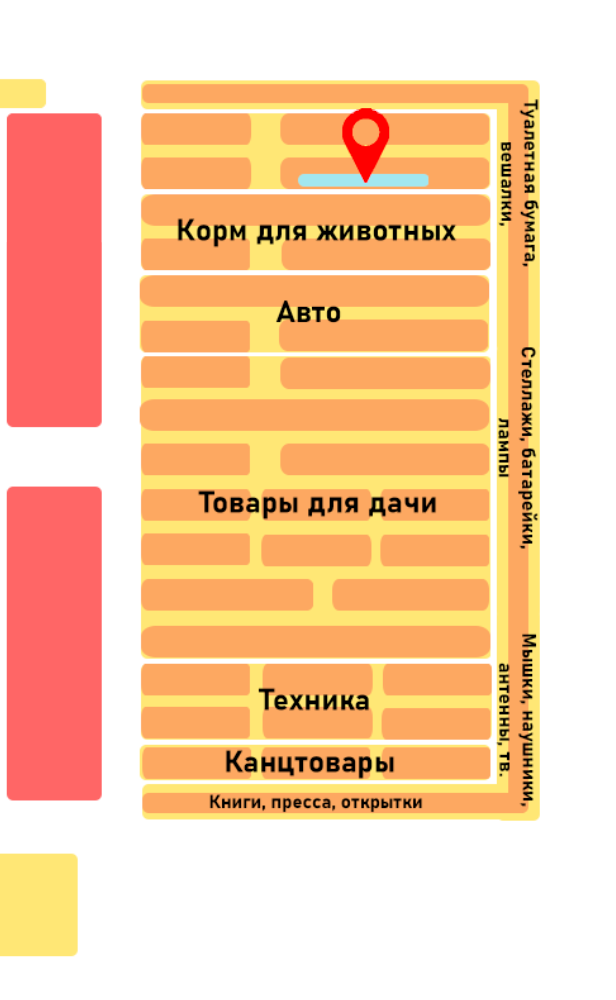 Корм для животных
Авто
Товары для дачи
Техника
Канцтовары
Книги, пресса, открытки
Туалетная бумага,
вешалки,
Стеллажи, батарейки,
лампы
Мышки, наушники,
антенны, тв.